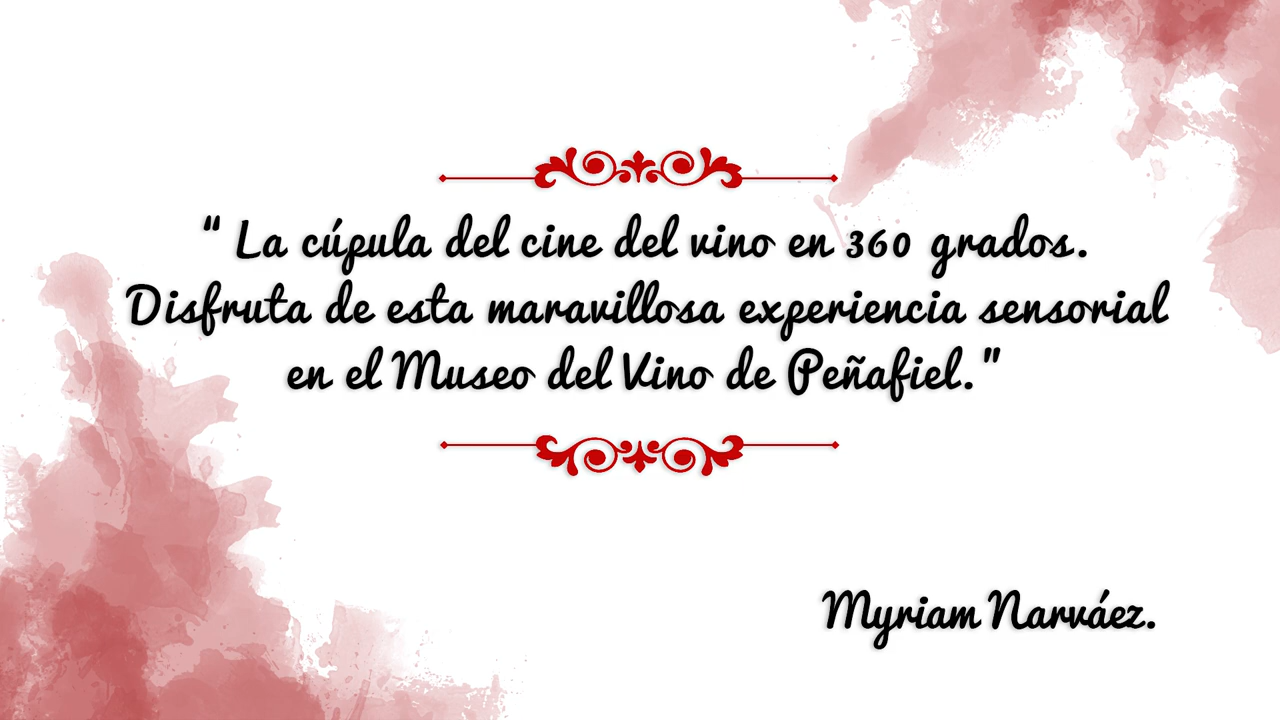 “ La cúpula del cine del vino en 360 grados.
Disfruta de esta maravillosa experiencia sensorial
en el Museo del Vino de Peñafiel.”
Myriam Narváez.